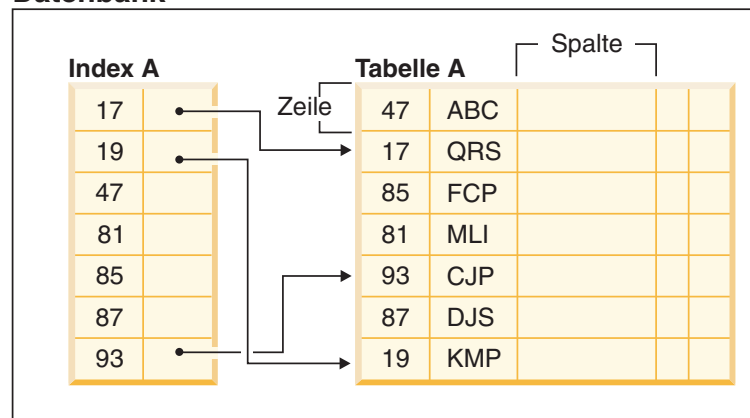 Datenbank
Spalte
Index A
Tabelle A
Zeile
17
19
47
81
85
87
93
47 ABC
17 QRS
85 FCP
81 MLI
93 CJP
87 DJS
19 KMP